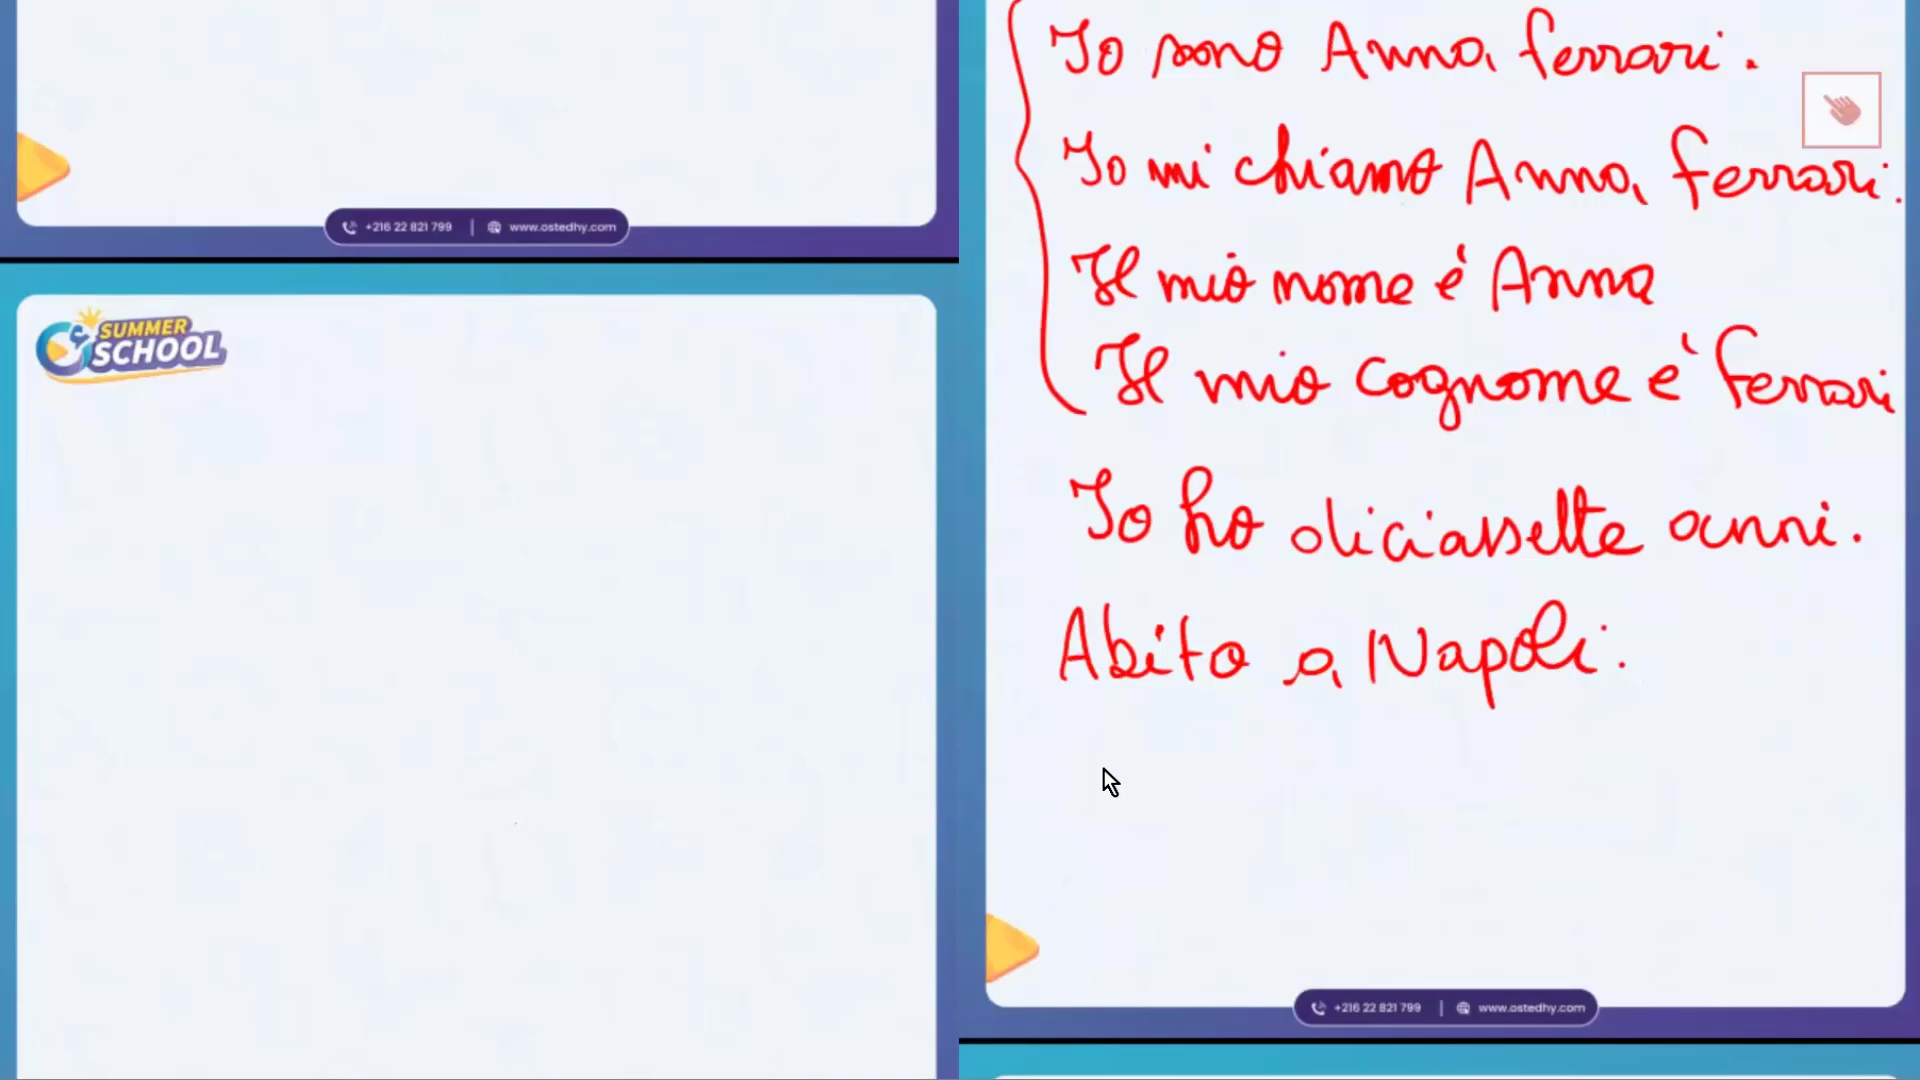 +216 22 821 799 | www.ostedhy.com
SUMMER
SCHOOL
Io sono Anna Ferrari.
Io mi chiamo Anna Ferrari.
Il mio nome é Anna
Il mio cognome è Ferrari
Io ho diciassette anni.
Abito a Napoli.
+216 22 821 799 | www.ostedhy.com